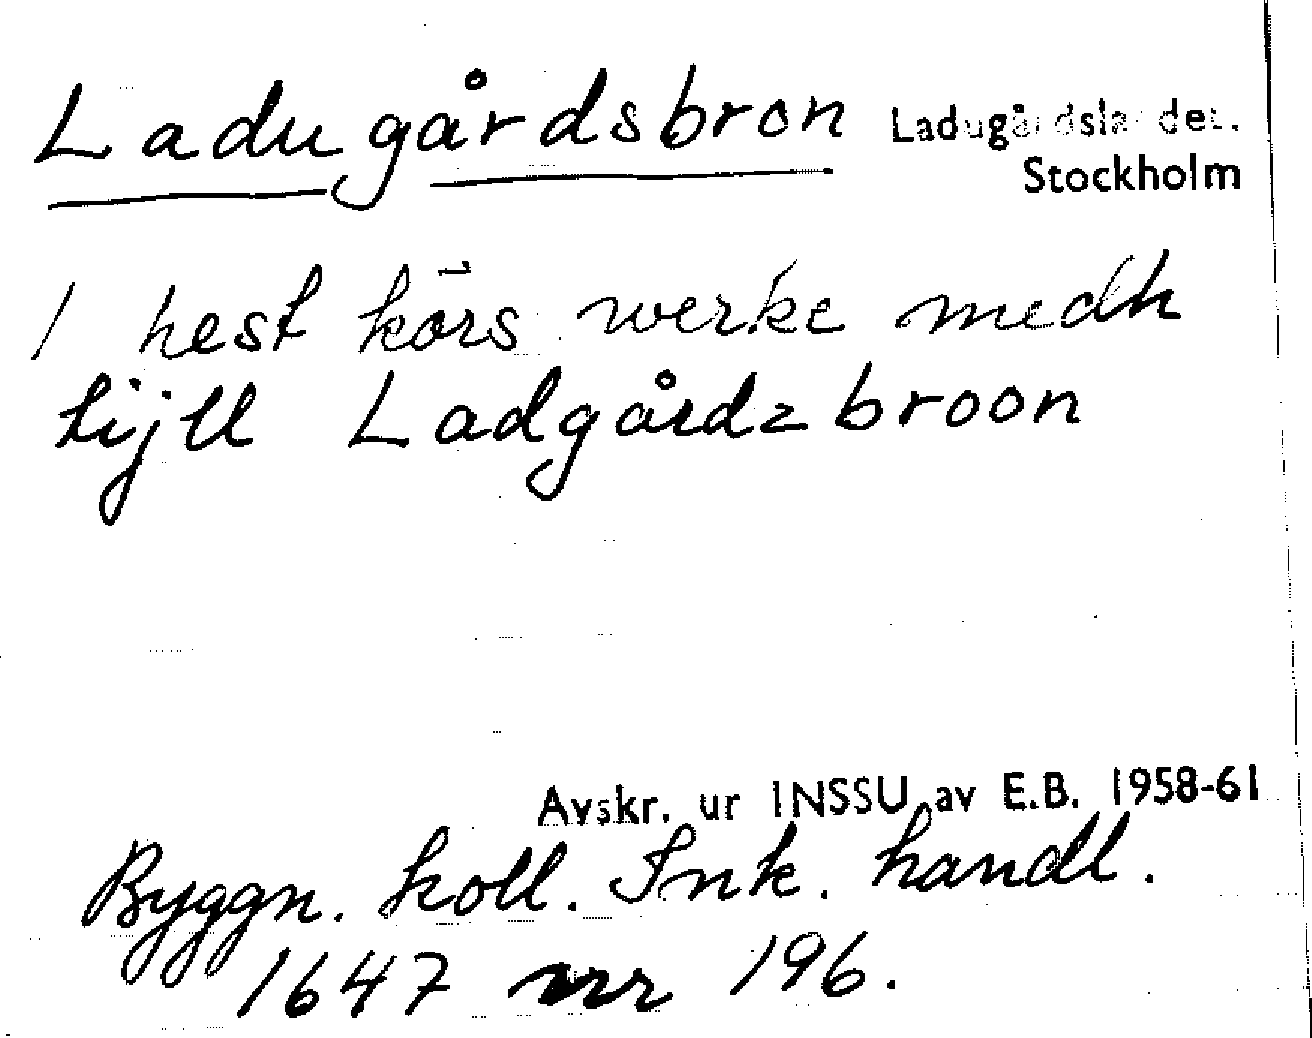 Ladugårdsbron
Ladugårdslandet.
Stockholm
1 hest körs werke medh
tijll Ladgårdzbroon
Avskr. ur INSSU av E.B. 1958-61
Byggn. koll. Ink. handl.
1647 nr 196.